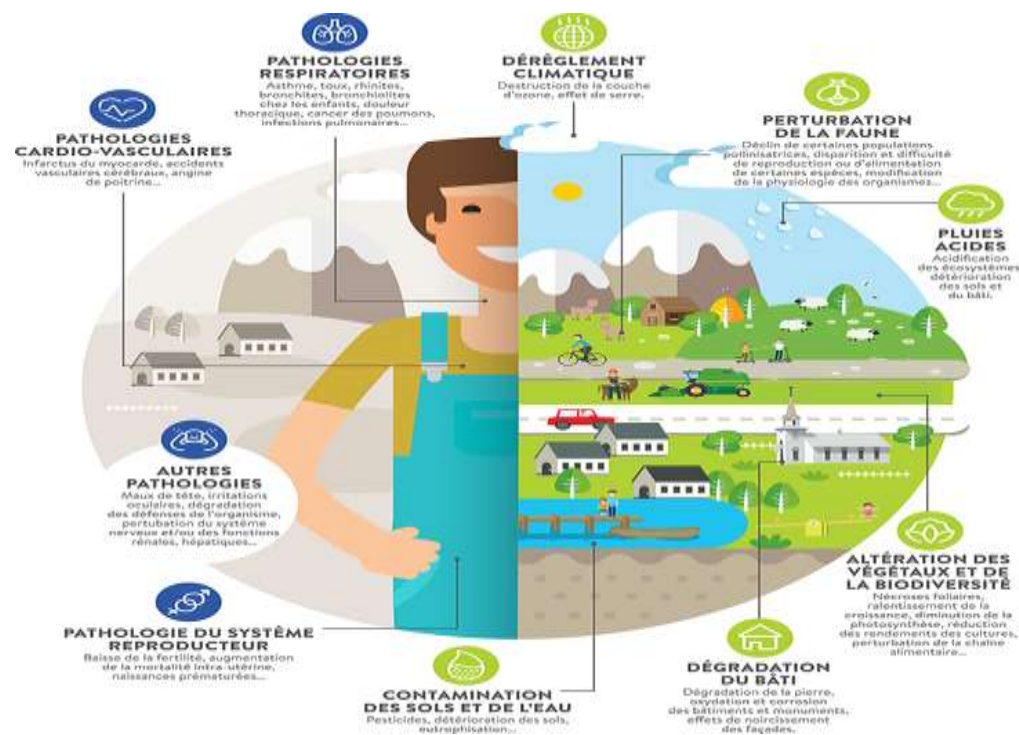 PATHOLOGIES
RESPIRATOIRES
Asthme, toux, rhinites,
bronchites, bronchiolites
chez les enfants, douleur
thoracique, cancer des poumons,
infections pulmonaires...
DÉRÈGLEMENT
CLIMATIQUE
Destruction de la couche
d'ozone, effet de serre.
PATHOLOGIES
CARDIO-VASCULAIRES
Infarctus du myocarde, accidents
vasculaires cérébraux, angine
de poitrine...
PERTURBATION
DE LA FAUNE
Déclin de certaines populations
pollinisatrices, disparition et difficulté
de reproduction ou d'alimentation
de certaines espèces, modification
de la physiologie des organismes...
PLUIES
ACIDES
Acidification
des écosystèmes
détérioration
des sols et
du bâti.
AUTRES
PATHOLOGIES
Maux de tête, irritations
oculaires, dégradation
des défenses de l'organisme,
pertubation du système
nerveux et/ou des fonctions
rénales, hépatiques...
ALTÉRATION DES
VÉGÉTAUX ET DE
LA BIODIVERSITÉ
Nécroses foliaires,
ralentissement de la
croissance, diminution de la
photosynthèse, réduction
des rendements des cultures,
perturbation de la chaîne
alimentaire...
PATHOLOGIE DU SYSTÈME
REPRODUCTEUR
Baisse de la fertilité, augmentation
de la mortalité intra-utérine,
naissances prématurées...
CONTAMINATION
DES SOLS ET DE L'EAU
Pesticides, détérioration des sols,
eutrophisation...
DÉGRADATION
DU BÂTI
Dégradation de la pierre,
oxydation et corrosion
des bâtiments et monuments,
effets de noircissement
des façades.